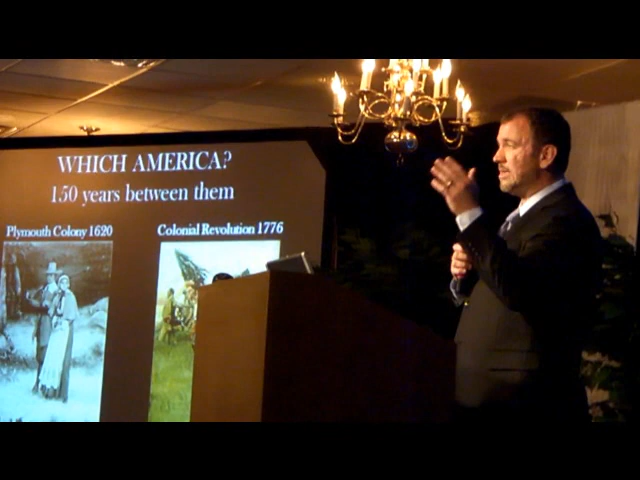 WHICH AMERICA?
150 years between them
Plymouth Colony 1620
Colonial Revolution 1776